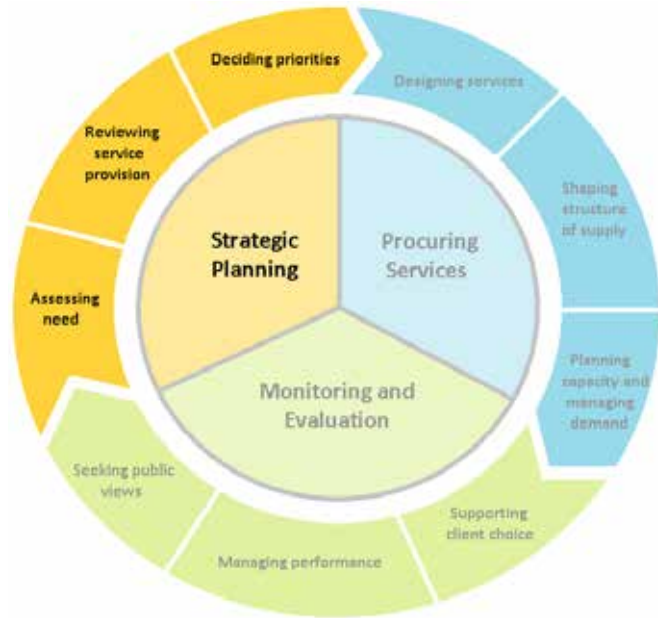 Deciding priorities
Designing services
Reviewing
service
provision
Shaping
structure
of supply
Strategic
Planning
Procuring
Services
Assessing
need
Planning
capacity and
managing
demand
Monitoring and
Evaluation
Seeking public
views
Supporting
client choice
Managing performance